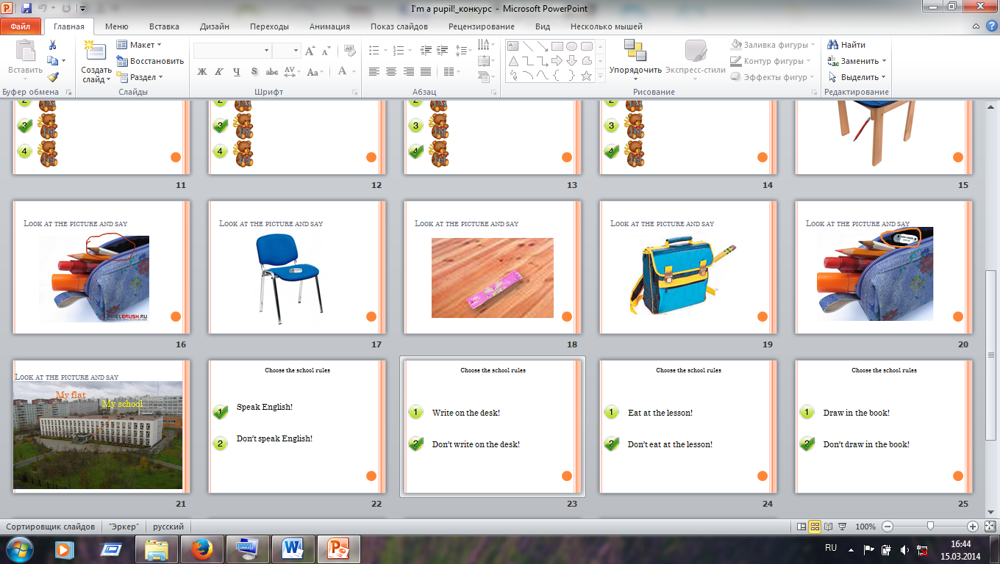 I'm a pupil!_конкурс - Microsoft PowerPoint
Файл Главная Меню Вставка Дизайн Переходы Анимация Показ слайдов Рецензирование Вид Несколько мышей
Вставить
Создать слайд
Макет
Восстановить
Раздел
Ж К Ч S abc AV Aa A
Упорядочить
Экспресс-стили
Заливка фигуры
Контур фигуры
Эффекты фигур
Найти
Заменить
Выделить
Буфер обмена Слайды Шрифт Абзац Рисование Редактирование
2 2 2 2
3 3 3 3
4 4 4 4
11 12 13 14 15
LOOK AT THE PICTURE AND SAY
LOOK AT THE PICTURE AND SAY
LOOK AT THE PICTURE AND SAY
LOOK AT THE PICTURE AND SAY
LOOK AT THE PICTURE AND SAY
PIXELBRUSH.RU
16 17 18 19 20
LOOK AT THE PICTURE AND SAY
My flat
My school
21
Choose the school rules
1 Speak English!
2 Don't speak English!
22
Choose the school rules
1 Write on the desk!
2 Don't write on the desk!
23
Choose the school rules
1 Eat at the lesson!
2 Don't eat at the lesson!
24
Choose the school rules
1 Draw in the book!
2 Don't draw in the book!
25
Сортировщик слайдов "Эркер" русский 100%
RU 16:44
15.03.2014